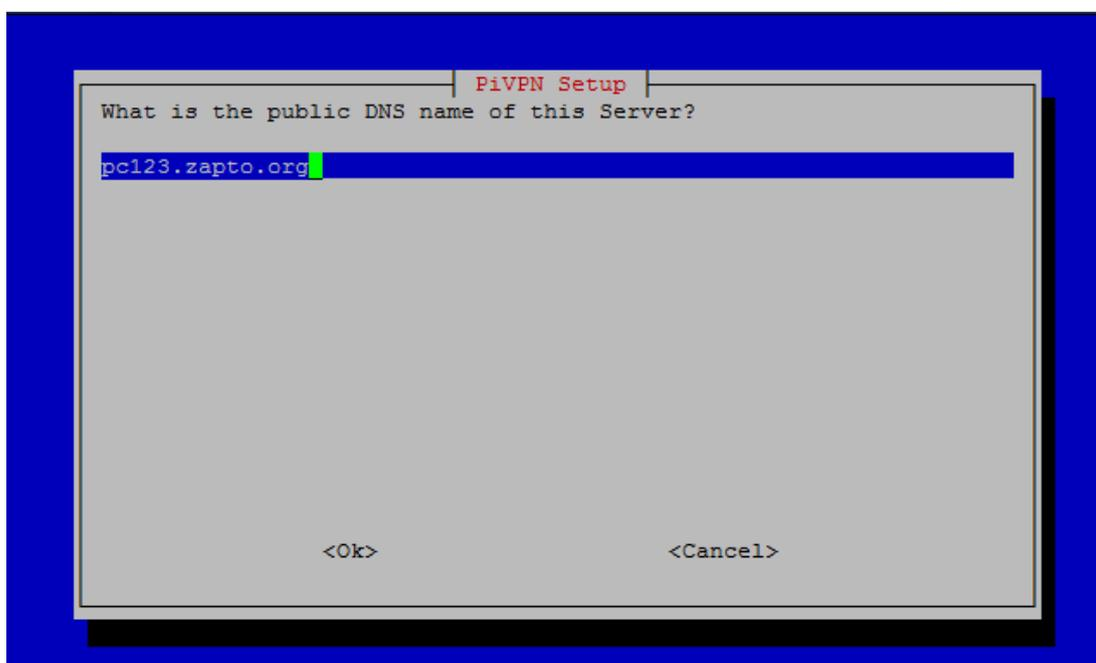 PiVPN Setup
What is the public DNS name of this Server?
pc123.zapto.org
<Ok> <Cancel>